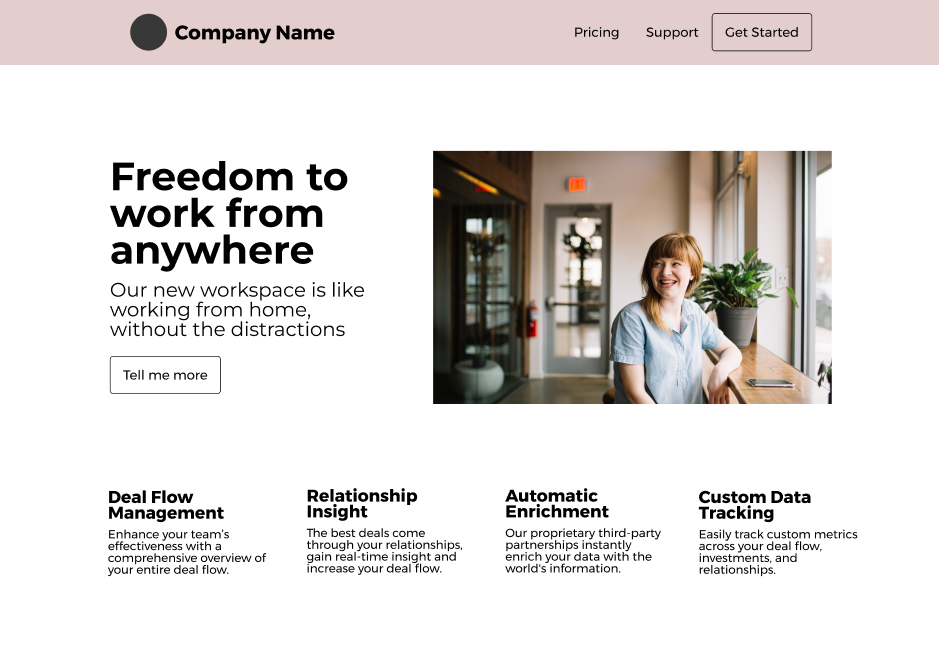 Company Name
Pricing
Support
Get Started
Freedom to
work from
anywhere
Our new workspace is like
working from home,
without the distractions
Tell me more
Deal Flow
Management
Enhance your team's
effectiveness with a
comprehensive overview of
your entire deal flow.
Relationship
Insight
The best deals come
through your relationships,
gain real-time insight and
increase your deal flow.
Automatic
Enrichment
Our proprietary third-party
partnerships instantly
enrich your data with the
world's information.
Custom Data
Tracking
Easily track custom metrics
across your deal flow,
investments, and
relationships.